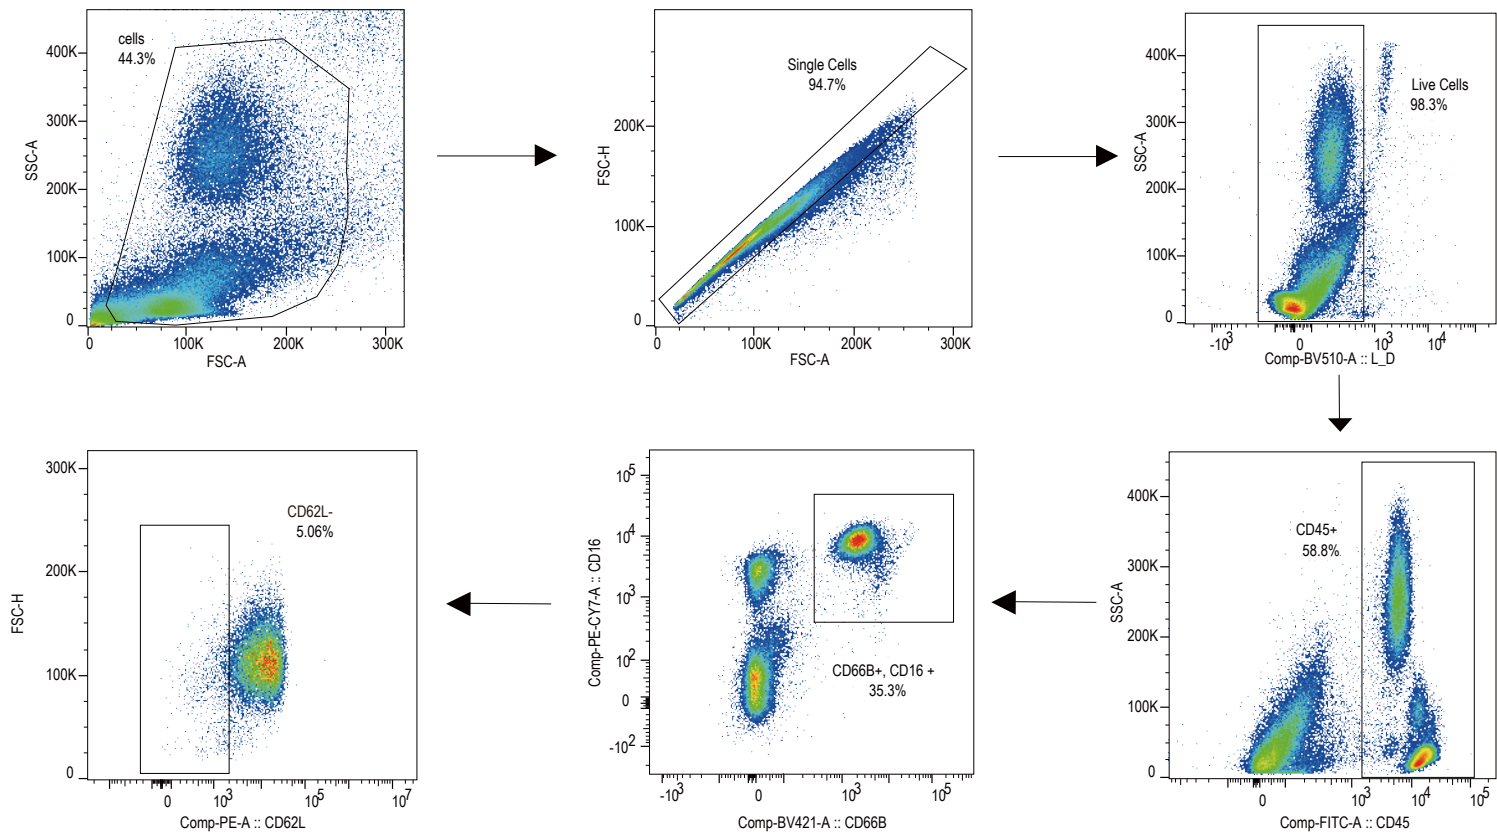 cells
44.3%
400K
300K
200K
100K
0
SSC-A
0
100K
200K
300K
FSC-A
Single Cells
94.7%
200K
100K
0
FSC-H
0
100K
200K
300K
FSC-A
Live Cells
98.3%
400K
300K
200K
100K
0
SSC-A
-10³
0
10³
10⁴
Comp-BV510-A :: L_D
CD62L-
5.06%
300K
200K
100K
0
FSC-H
0
10³
10⁵
10⁷
Comp-PE-A :: CD62L
10⁵
10⁴
10³
10²
0
-10²
Comp-PE-CY7-A :: CD16
CD66B+, CD16 +
35.3%
-10³
0
10³
10⁵
Comp-BV421-A :: CD66B
CD45+
58.8%
400K
300K
200K
100K
0
SSC-A
0
10³
10⁴
10⁵
Comp-FITC-A :: CD45